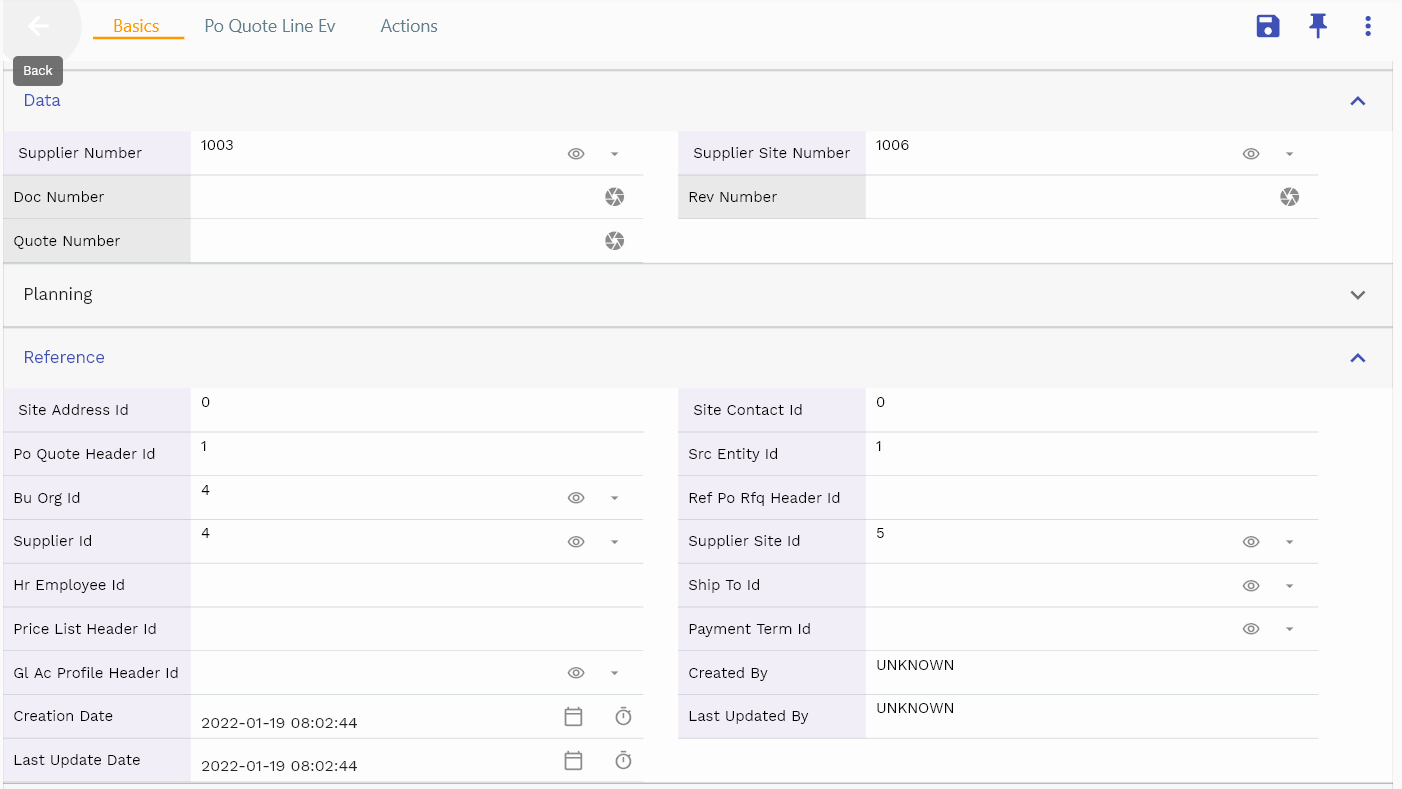 Basics Po Quote Line Ev Actions
Back
Data
Supplier Number 1003 Supplier Site Number 1006
Doc Number Rev Number
Quote Number
Planning
Reference
Site Address Id 0 Site Contact Id 0
Po Quote Header Id 1 Src Entity Id 1
Bu Org Id 4 Ref Po Rfq Header Id
Supplier Id 4 Supplier Site Id 5
Hr Employee Id Ship To Id
Price List Header Id Payment Term Id
Gl Ac Profile Header Id Created By UNKNOWN
Creation Date 2022-01-19 08:02:44 Last Updated By UNKNOWN
Last Update Date 2022-01-19 08:02:44